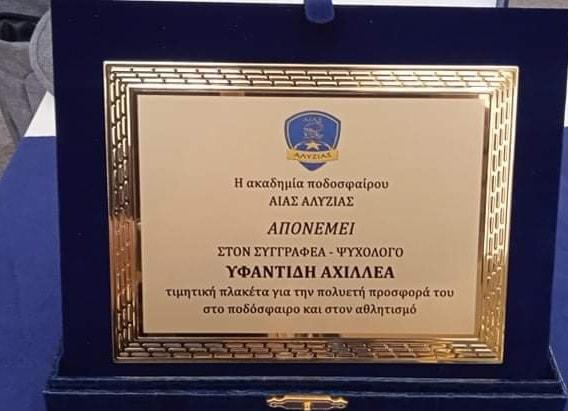 ΑΙΑΣ
ΑΛΥΖΙΑΣ
Η ακαδημία ποδοσφαίρου
ΑΙΑΣ ΑΛΥΖΙΑΣ
ΑΠΟΝΕΜΕΙ
ΣΤΟΝ ΣΥΓΓΡΑΦΕΑ - ΨΥΧΟΛΟΓΟ
ΥΦΑΝΤΙΔΗ ΑΧΙΛΛΕΑ
τιμητική πλακέτα για την πολυετή προσφορά του
στο ποδόσφαιρο και στον αθλητισμό